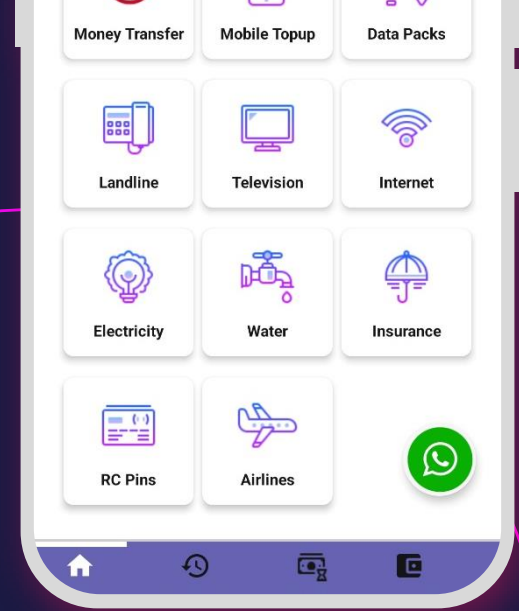 Money Transfer Mobile Topup Data Packs
Landline Television Internet
Electricity Water Insurance
RC Pins Airlines